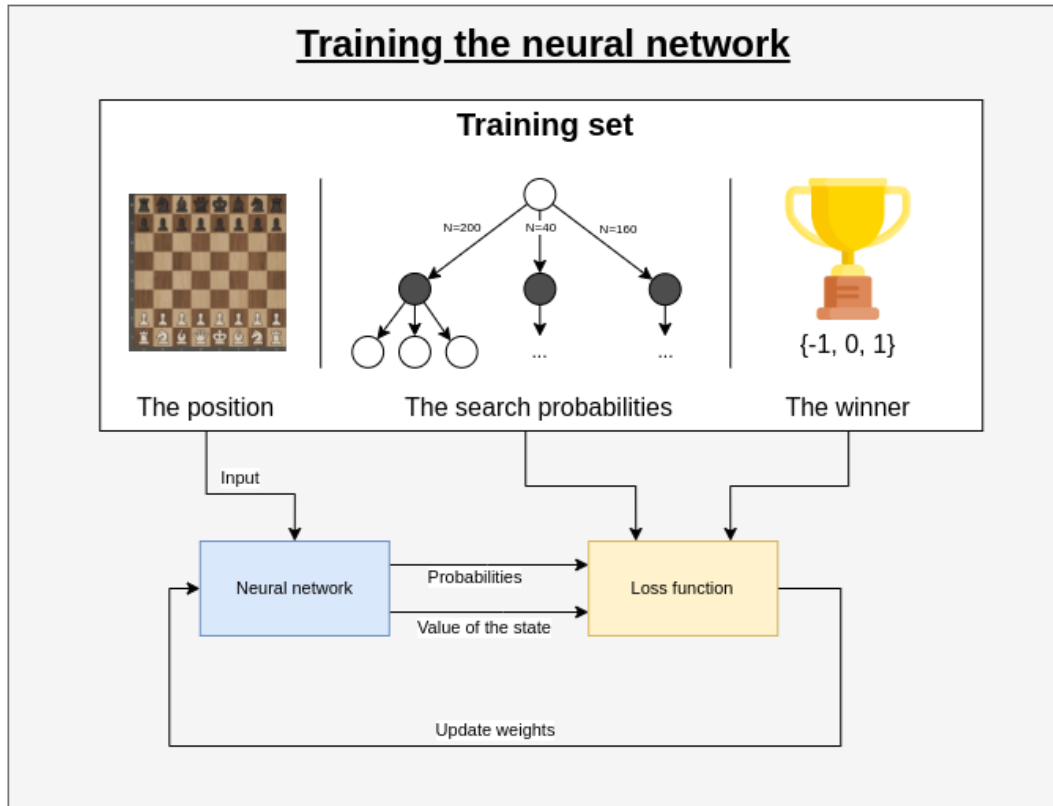 Training the neural network
Training set
N=200
N=40
N=160
...
...
{-1, 0, 1}
The position
The search probabilities
The winner
Input
Neural network
Probabilities
Value of the state
Loss function
Update weights